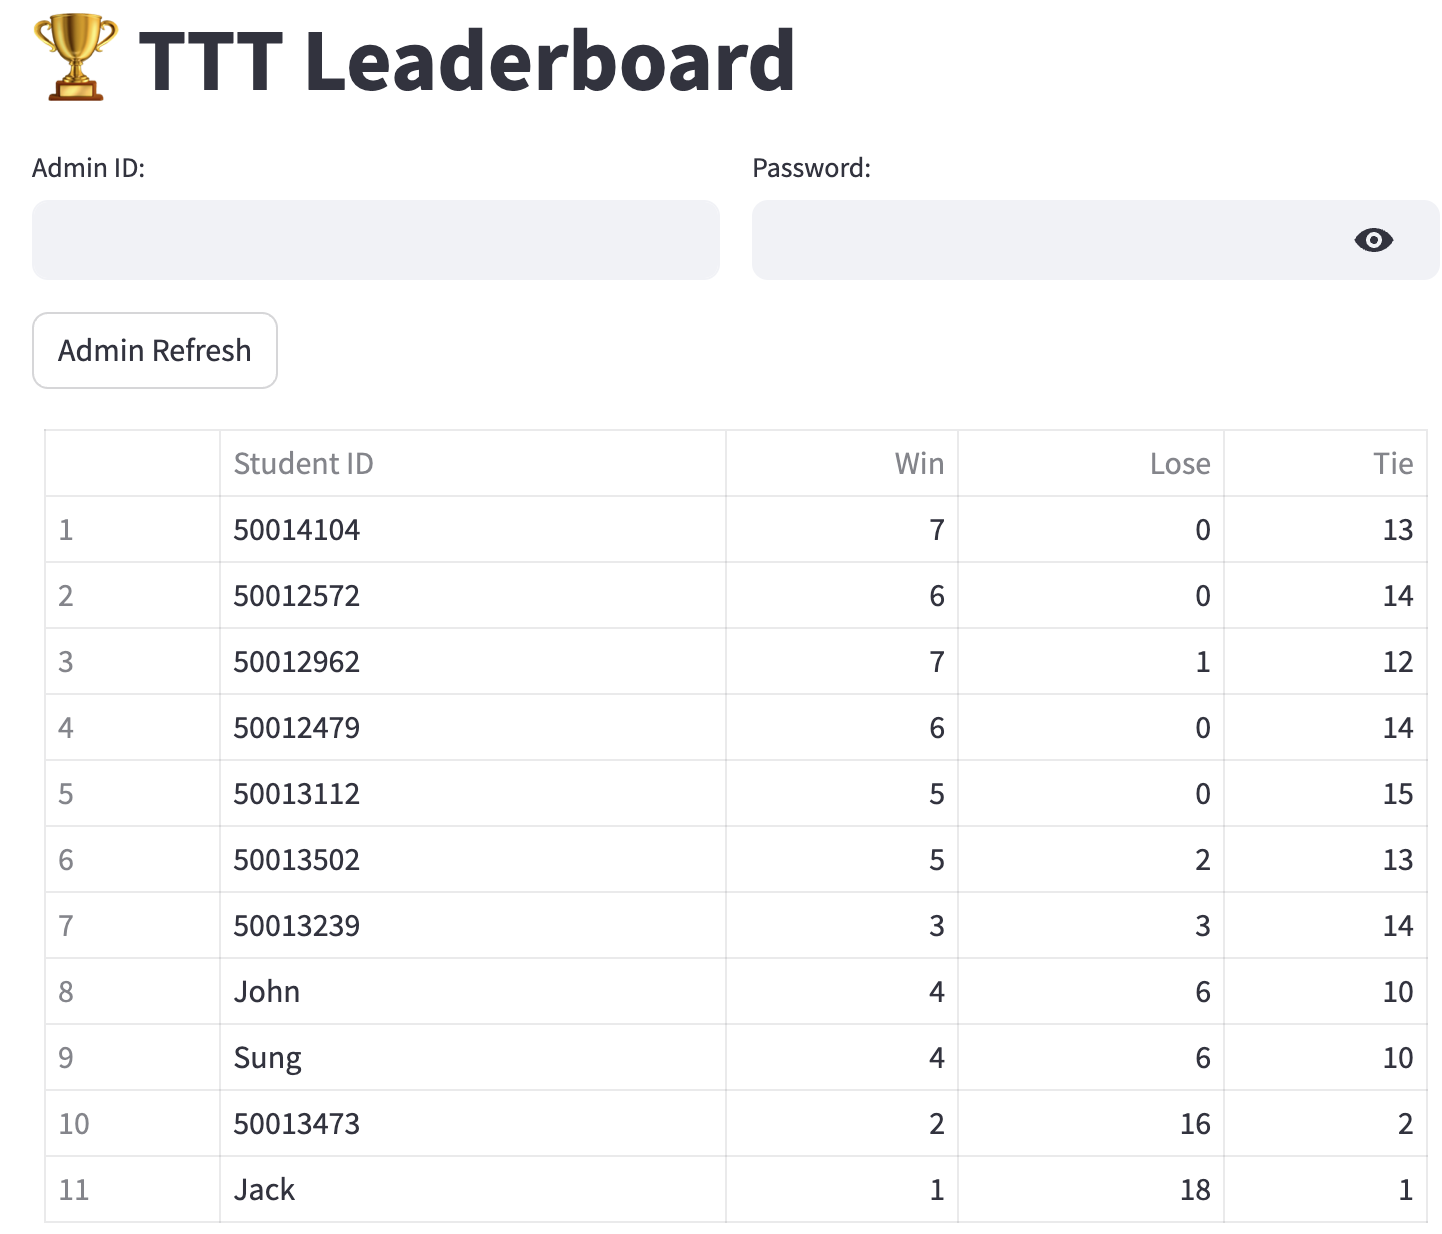 🏆 TTT Leaderboard
Admin ID: Password:
Admin Refresh
Student ID Win Lose Tie
1 50014104 7 0 13
2 50012572 6 0 14
3 50012962 7 1 12
4 50012479 6 0 14
5 50013112 5 0 15
6 50013502 5 2 13
7 50013239 3 3 14
8 John 4 6 10
9 Sung 4 6 10
10 50013473 2 16 2
11 Jack 1 18 1